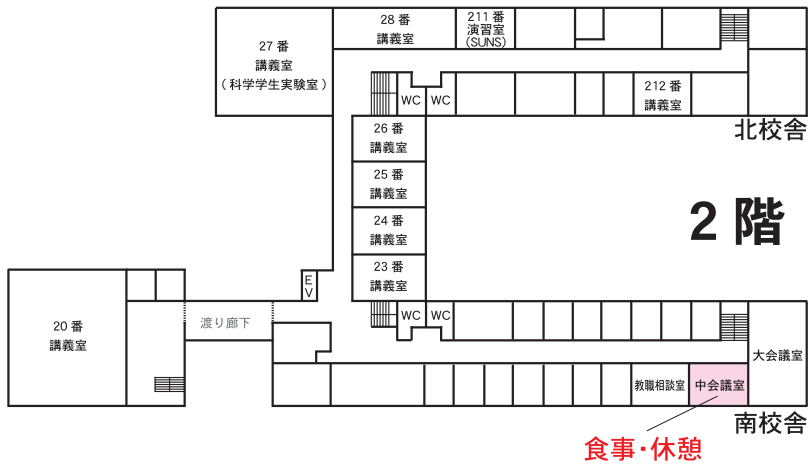 28 番
講義室
211 番
演習室
(SUNS)
27 番
講義室
（科学学生実験室）
WC
WC
212 番
講義室
北校舎
26 番
講義室
25 番
講義室
24 番
講義室
23 番
講義室
2 階
E
V
20 番
講義室
渡り廊下
WC
WC
大会議室
教職相談室
中会議室
南校舎
食事・休憩